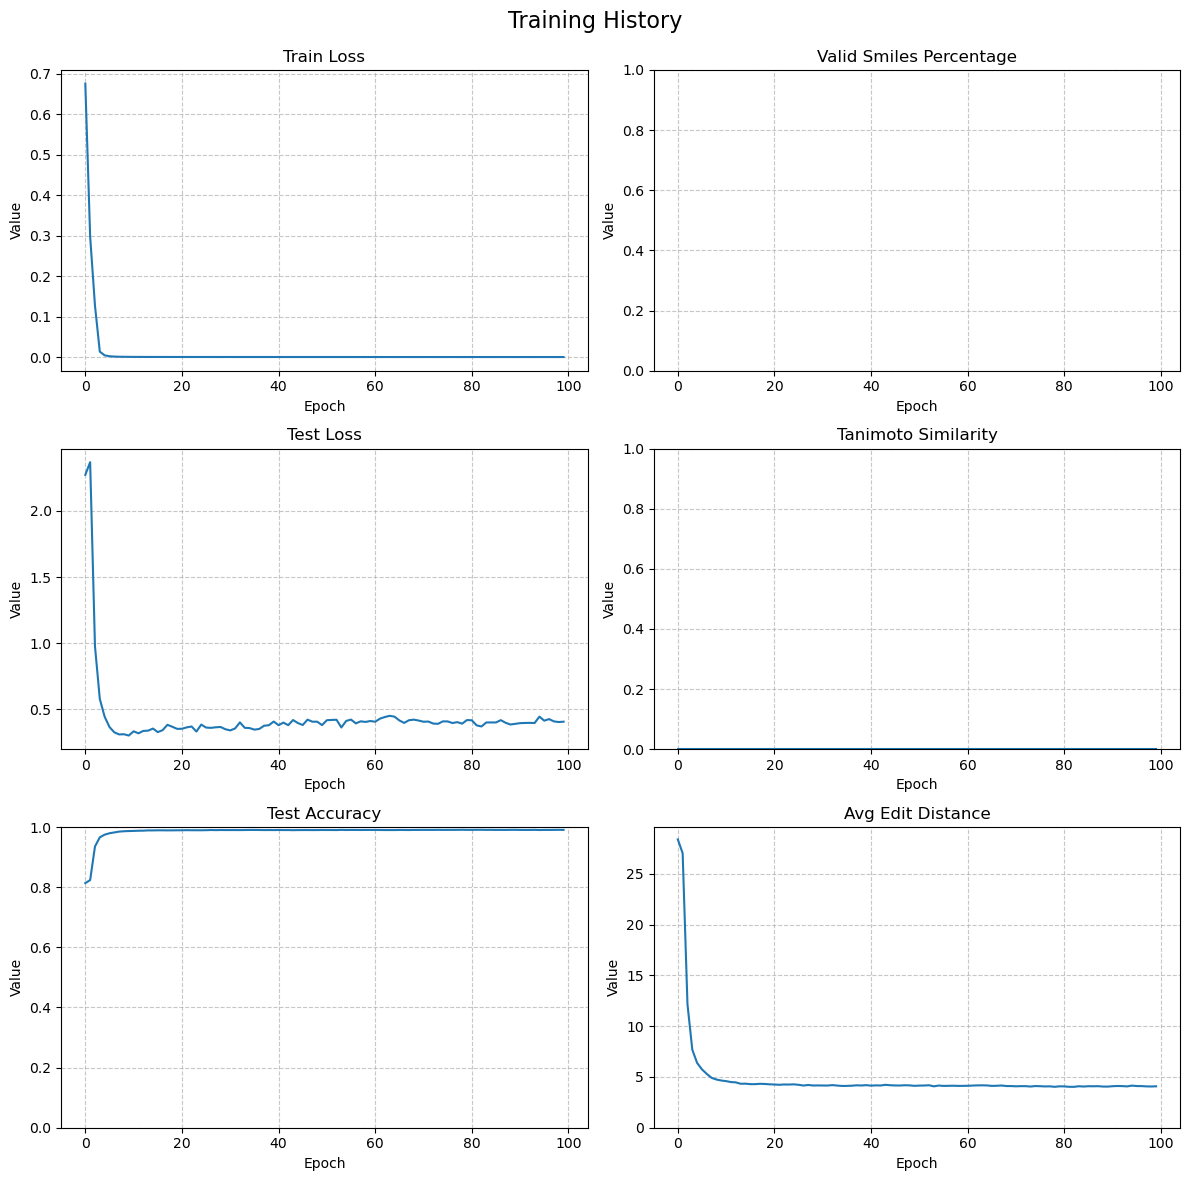 Training History
Train Loss
Value
0.7
0.6
0.5
0.4
0.3
0.2
0.1
0.0
0 20 40 60 80 100
Epoch
Valid Smiles Percentage
Value
1.0
0.8
0.6
0.4
0.2
0.0
0 20 40 60 80 100
Epoch
Test Loss
Value
2.0
1.5
1.0
0.5
0 20 40 60 80 100
Epoch
Tanimoto Similarity
Value
1.0
0.8
0.6
0.4
0.2
0.0
0 20 40 60 80 100
Epoch
Test Accuracy
Value
1.0
0.8
0.6
0.4
0.2
0.0
0 20 40 60 80 100
Epoch
Avg Edit Distance
Value
25
20
15
10
5
0
0 20 40 60 80 100
Epoch